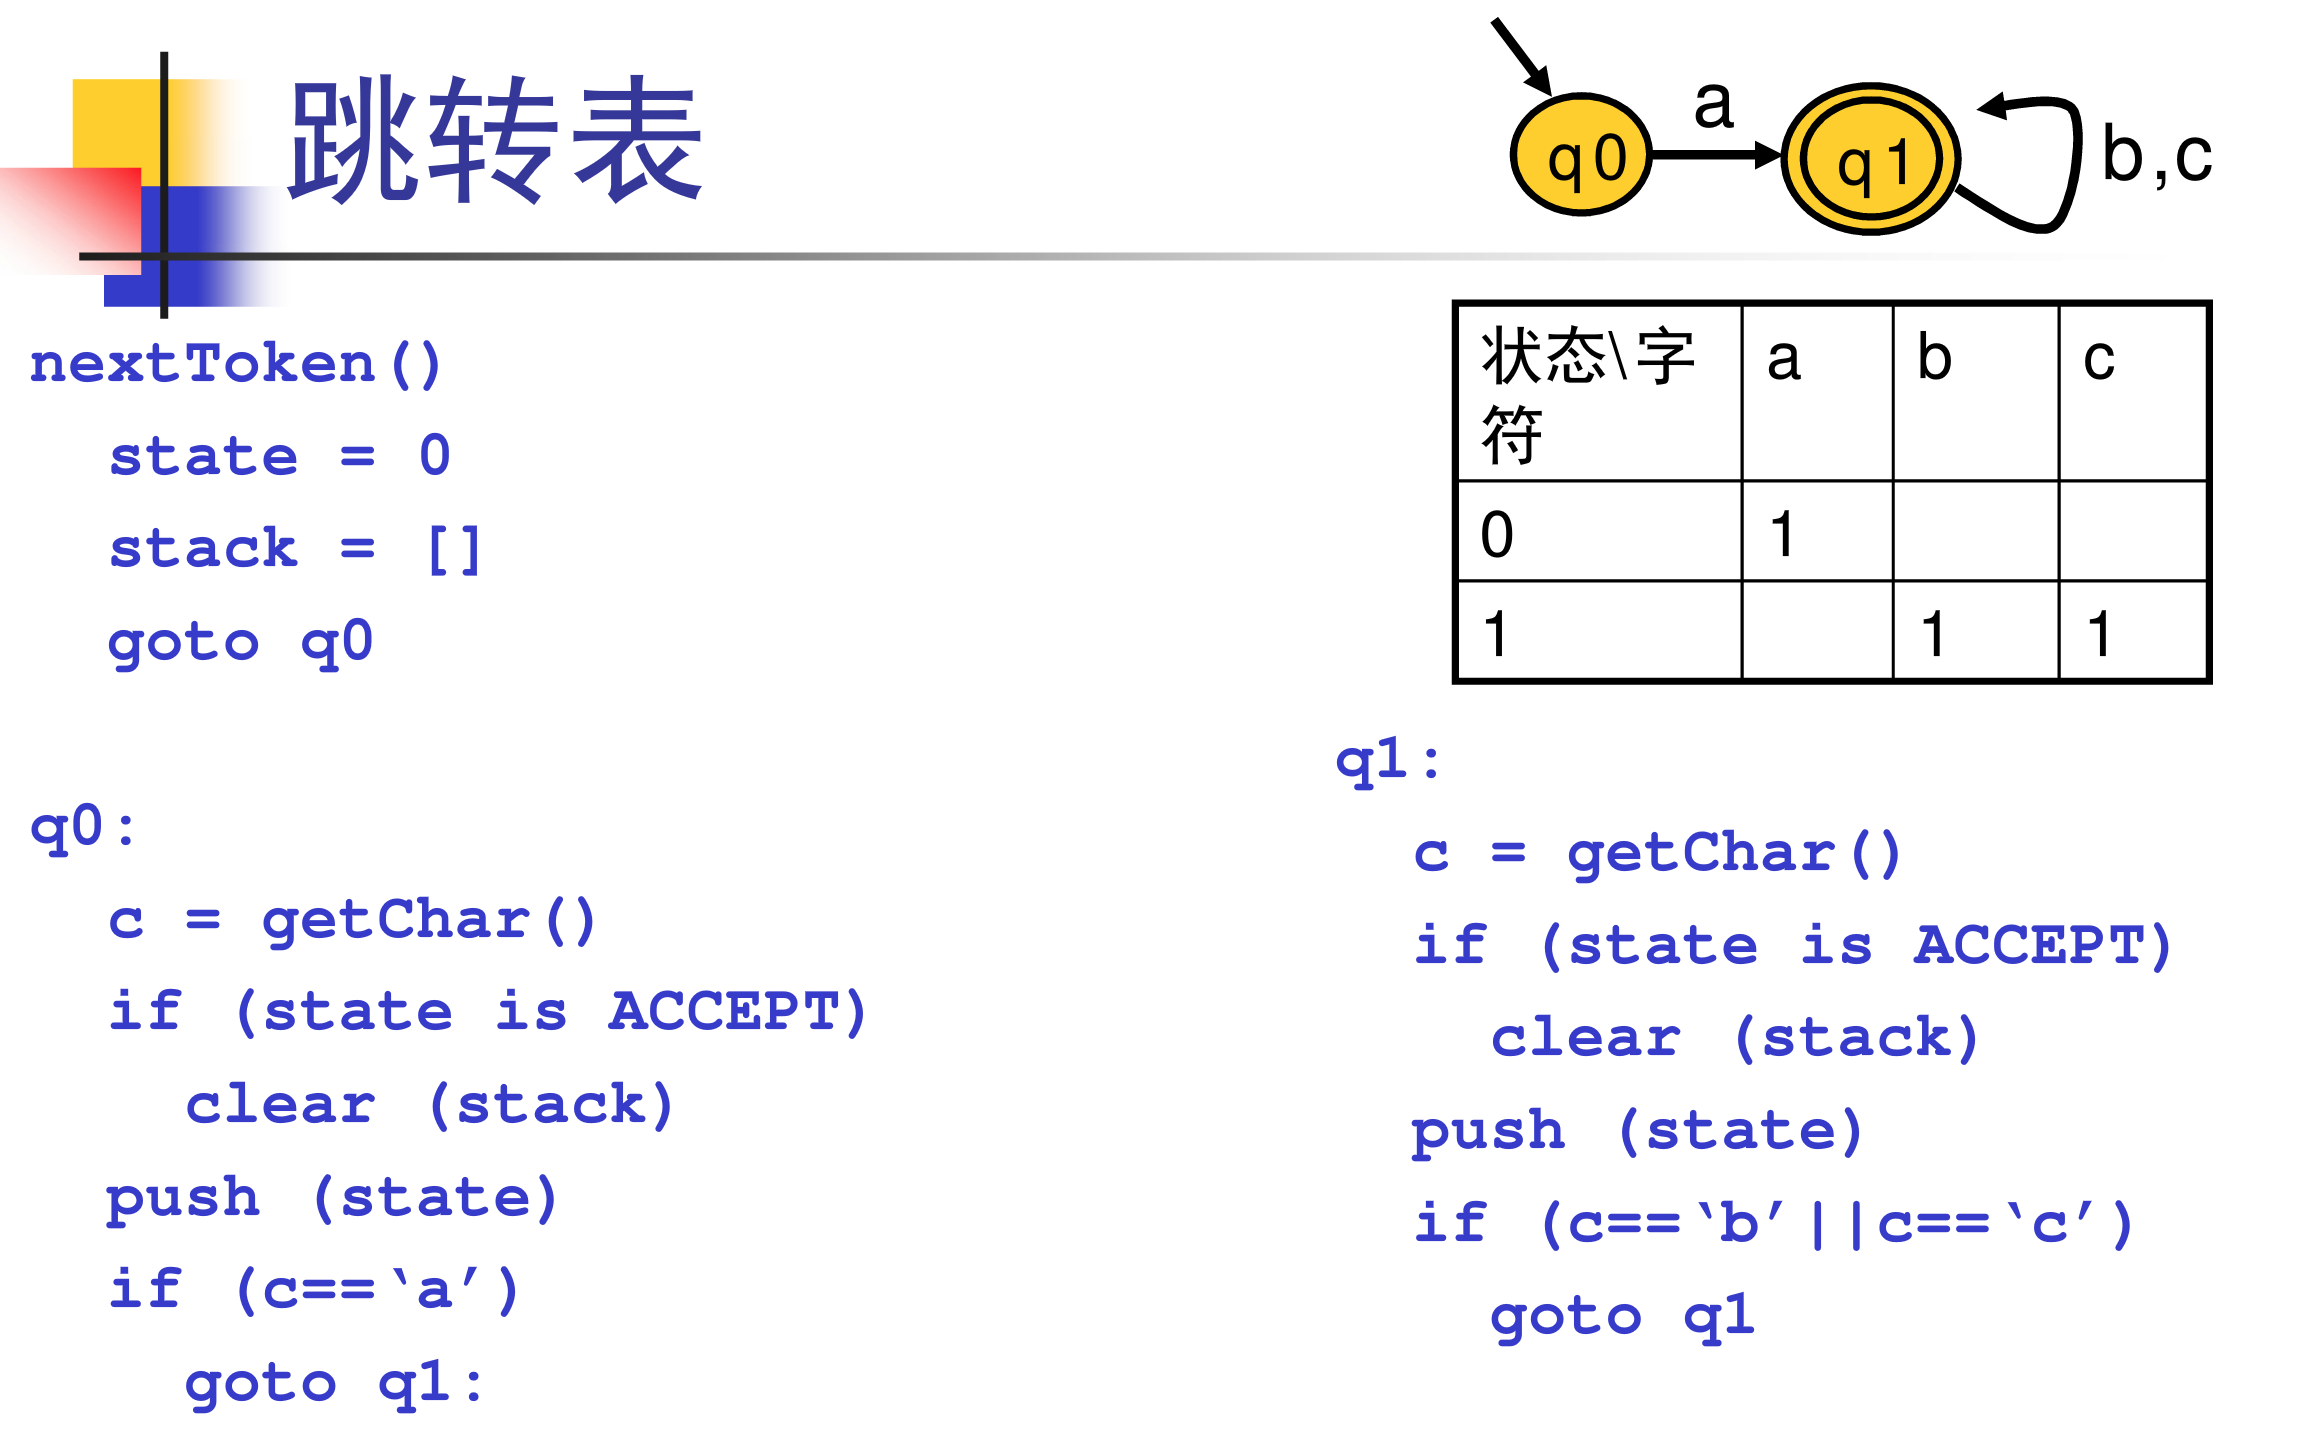 跳转表
q0
a
q1
b,c
状态\字符 a b c
0 1
1 1 1
nextToken()
state = 0
stack = []
goto q0
q0:
c = getChar()
if (state is ACCEPT)
clear (stack)
push (state)
if (c==‘a’)
goto q1:
q1:
c = getChar()
if (state is ACCEPT)
clear (stack)
push (state)
if (c==‘b’||c==‘c’)
goto q1